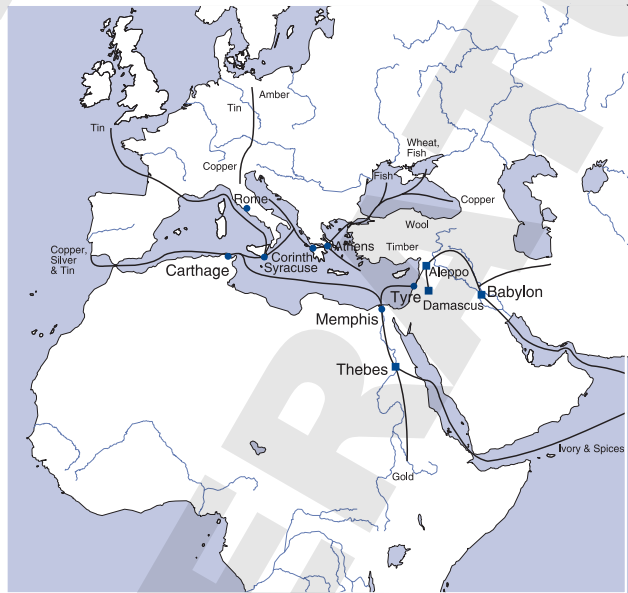 Amber
Tin
Tin
Wheat,
Fish
Copper
Fish
Rome
Copper
Wool
Copper,
Silver
& Tin
Athens
Timber
Corinth
Syracuse
Carthage
Aleppo
Tyre
Damascus
Babylon
Memphis
Thebes
Ivory & Spices
Gold